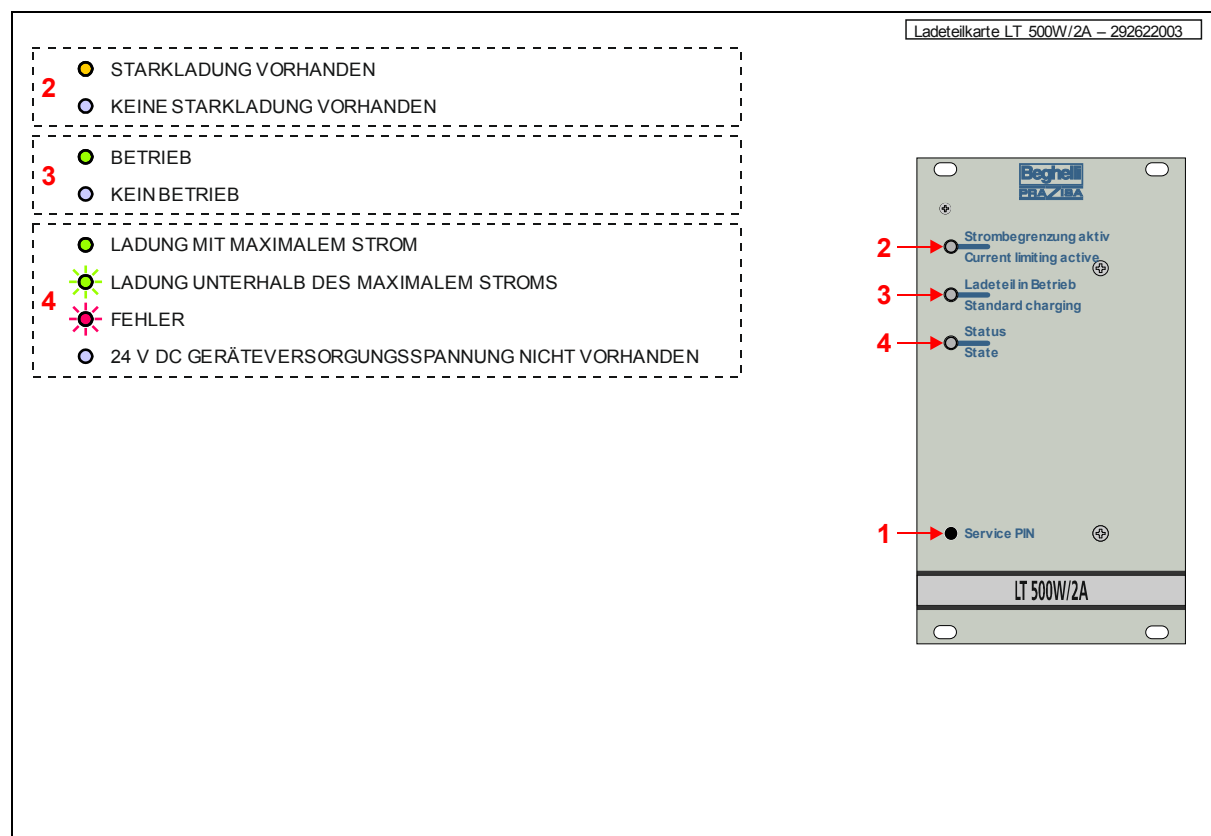 Ladeteilkarte LT 500W/2A – 292622003
2
STARKLADUNG VORHANDEN
KEINE STARKLADUNG VORHANDEN
3
BETRIEB
KEIN BETRIEB
4
LADUNG MIT MAXIMALEM STROM
LADUNG UNTERHALB DES MAXIMALEM STROMS
FEHLER
24 V DC GERÄTEVERSORGUNGSSPANNUNG NICHT VORHANDEN
Beghelli
PRÄZISA
2
Strombegrenzung aktiv
Current limiting active
3
Ladeteil in Betrieb
Standard charging
4
Status
State
1
Service PIN
LT 500W/2A